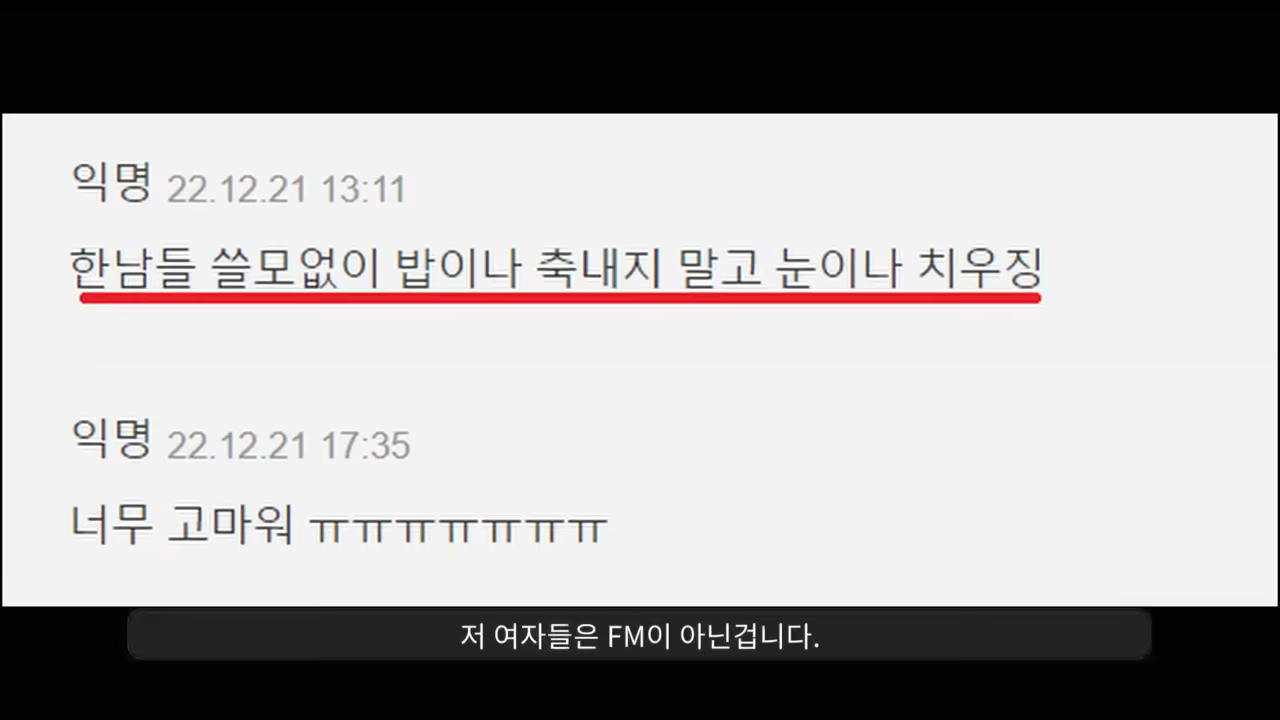 익명 22.12.21 13:11
한남들 쓸모없이 밥이나 축내지 말고 눈이나 치우징
익명 22.12.21 17:35
너무 고마워 ㅠㅠㅠㅠㅠㅠㅠ
저 여자들은 FM이 아닌겁니다.